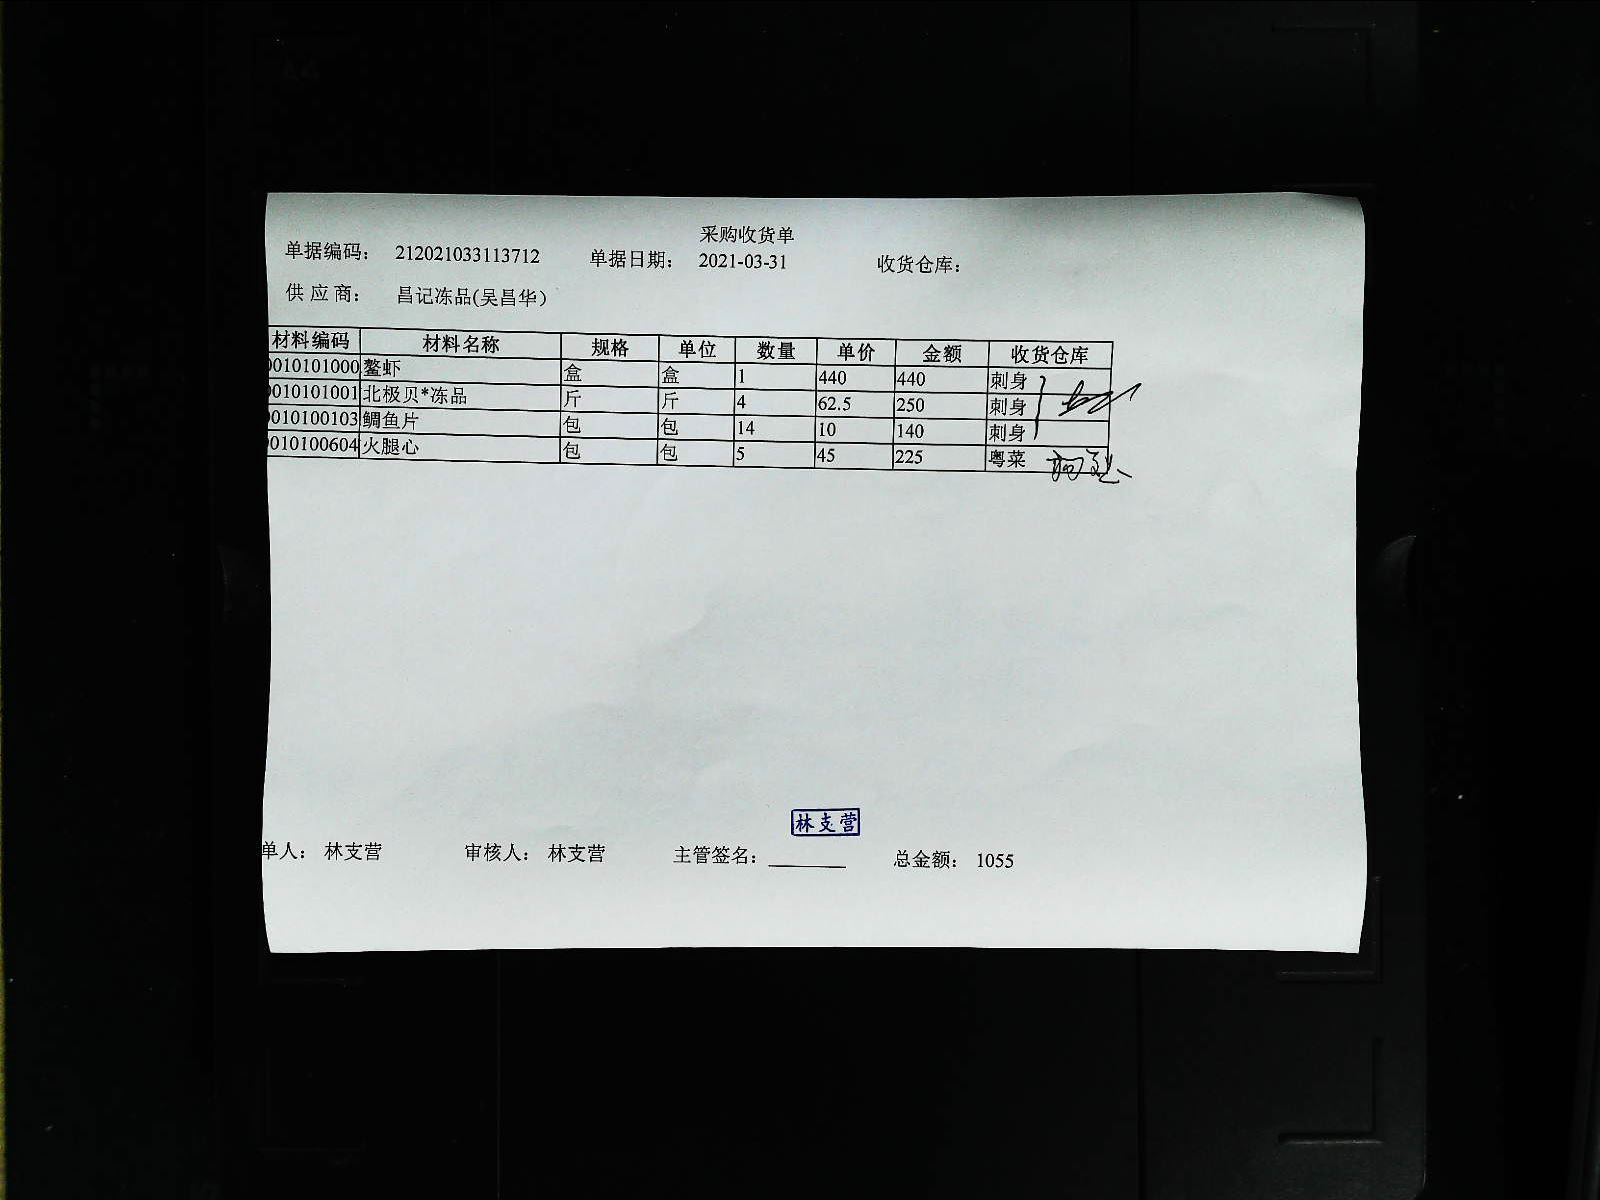 采购收货单
单据编码： 212021033113712 单据日期： 2021-03-31 收货仓库：
供 应 商： 昌记冻品(吴昌华）
材料编码 材料名称 规格 单位 数量 单价 金额 收货仓库
0010101000 鳌虾 盒 盒 1 440 440 刺身
0010101001 北极贝*冻品 斤 斤 4 62.5 250 刺身
0010100103 鲷鱼片 包 包 14 10 140 刺身
0010100604 火腿心 包 包 5 45 225 粤菜
林支营
单人： 林支营 审核人： 林支营 主管签名： 总金额： 1055